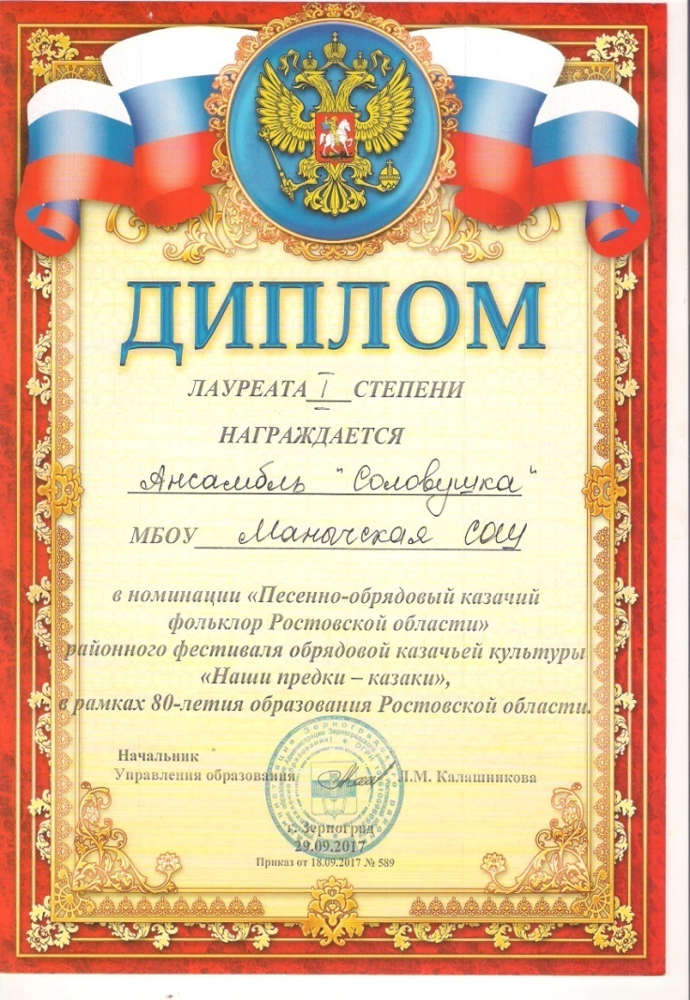 ДИПЛОМ
ЛАУРЕАТА I СТЕПЕНИ
НАГРАЖДАЕТСЯ
Ансамбль "Соловушка"
МБОУ Манычская СОШ
в номинации «Песенно-обрядовый казачий
фольклор Ростовской области»
районного фестиваля обрядовой казачьей культуры
«Наши предки – казаки»,
в рамках 80-летия образования Ростовской области.
Начальник
Управления образования Л.М. Калашникова
г. Зерноград
29.09.2017
Приказ от 18.09.2017 № 589